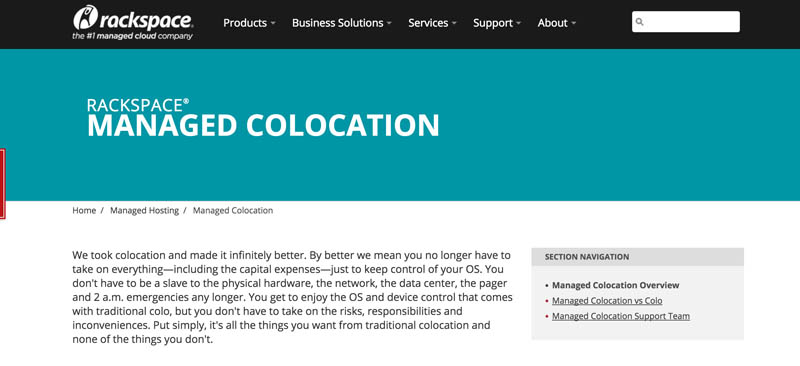 rackspace®
the #1 managed cloud company
Products Business Solutions Services Support About
RACKSPACE®
MANAGED COLOCATION
Home / Managed Hosting / Managed Colocation
We took colocation and made it infinitely better. By better we mean you no longer have to
take on everything—including the capital expenses—just to keep control of your OS. You
don't have to be a slave to the physical hardware, the network, the data center, the pager
and 2 a.m. emergencies any longer. You get to enjoy the OS and device control that comes
with traditional colo, but you don't have to take on the risks, responsibilities and
inconveniences. Put simply, it's all the things you want from traditional colocation and
none of the things you don't.
SECTION NAVIGATION
• Managed Colocation Overview
• Managed Colocation vs Colo
• Managed Colocation Support Team